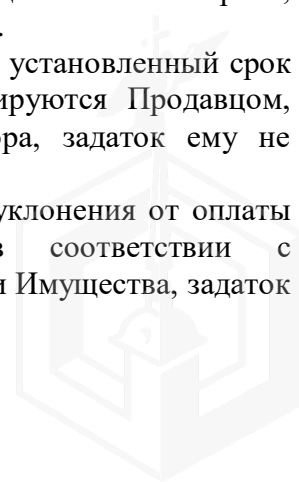 установленный срок
ируются Продавцом,
ра, задаток ему не
уклонения от оплаты
в соответствии с
и Имущества, задаток